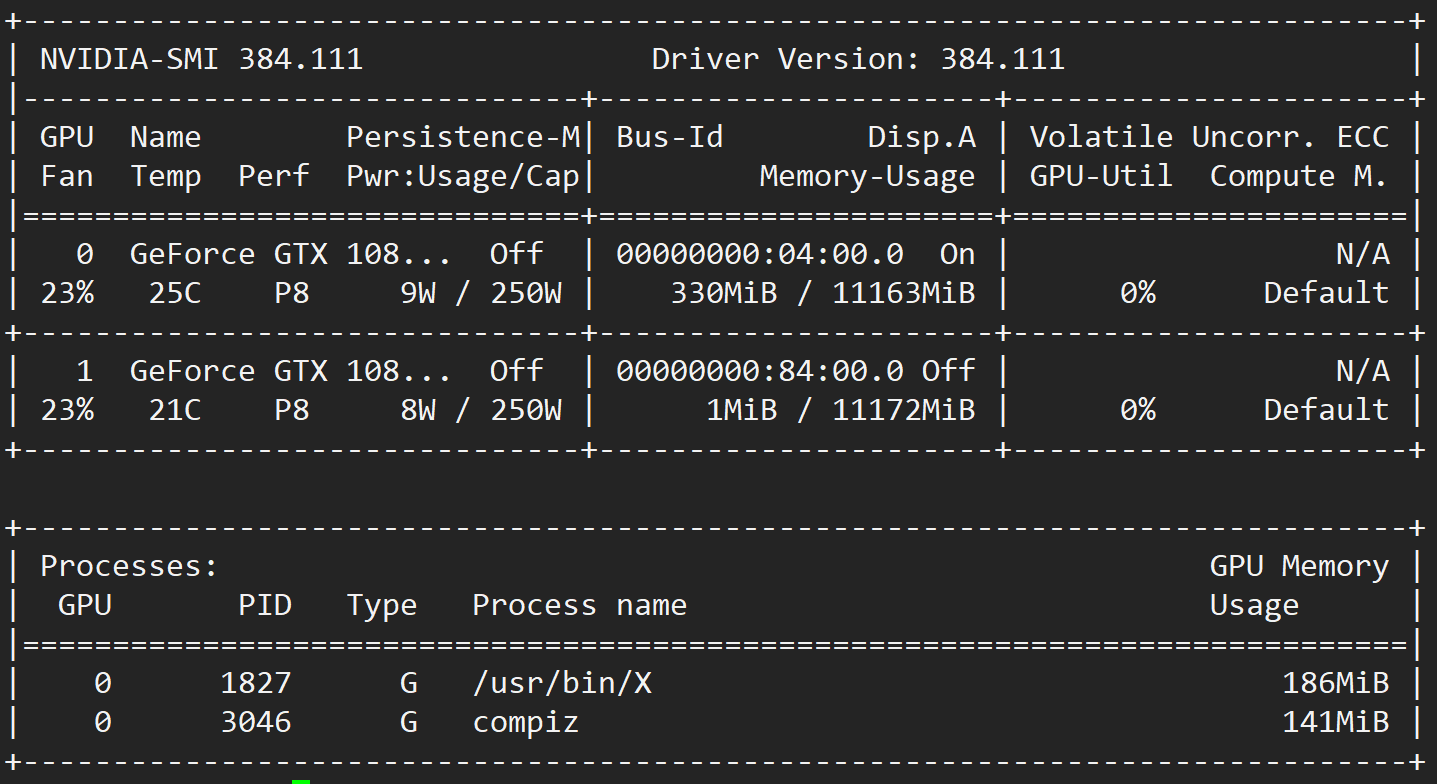 +-----------------------------------------------------------------------------+
| NVIDIA-SMI 384.111                Driver Version: 384.111                   |
|-------------------------------+----------------------+----------------------+
| GPU  Name        Persistence-M| Bus-Id        Disp.A | Volatile Uncorr. ECC |
| Fan  Temp  Perf  Pwr:Usage/Cap|         Memory-Usage | GPU-Util  Compute M. |
|===============================+======================+======================|
|   0  GeForce GTX 108...  Off  | 00000000:04:00.0  On |                  N/A |
| 23%   25C    P8     9W / 250W |    330MiB / 11163MiB |      0%      Default |
+-------------------------------+----------------------+----------------------+
|   1  GeForce GTX 108...  Off  | 00000000:84:00.0 Off |                  N/A |
| 23%   21C    P8     8W / 250W |      1MiB / 11172MiB |      0%      Default |
+-------------------------------+----------------------+----------------------+
+-----------------------------------------------------------------------------+
| Processes:                                                       GPU Memory |
|  GPU       PID   Type   Process name                             Usage      |
|=============================================================================|
|    0      1827      G   /usr/bin/X                                   186MiB |
|    0      3046      G   compiz                                       141MiB |
+-----------------------------------------------------------------------------+